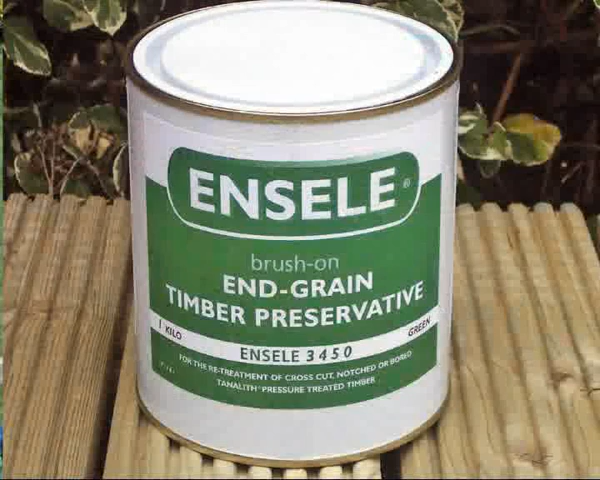 ENSELE®
brush-on
END-GRAIN
TIMBER PRESERVATIVE
1 KILO
GREEN
ENSELE 3450
FOR THE RE-TREATMENT OF CROSS CUT, NOTCHED OR BORED
TANALITH® PRESSURE TREATED TIMBER